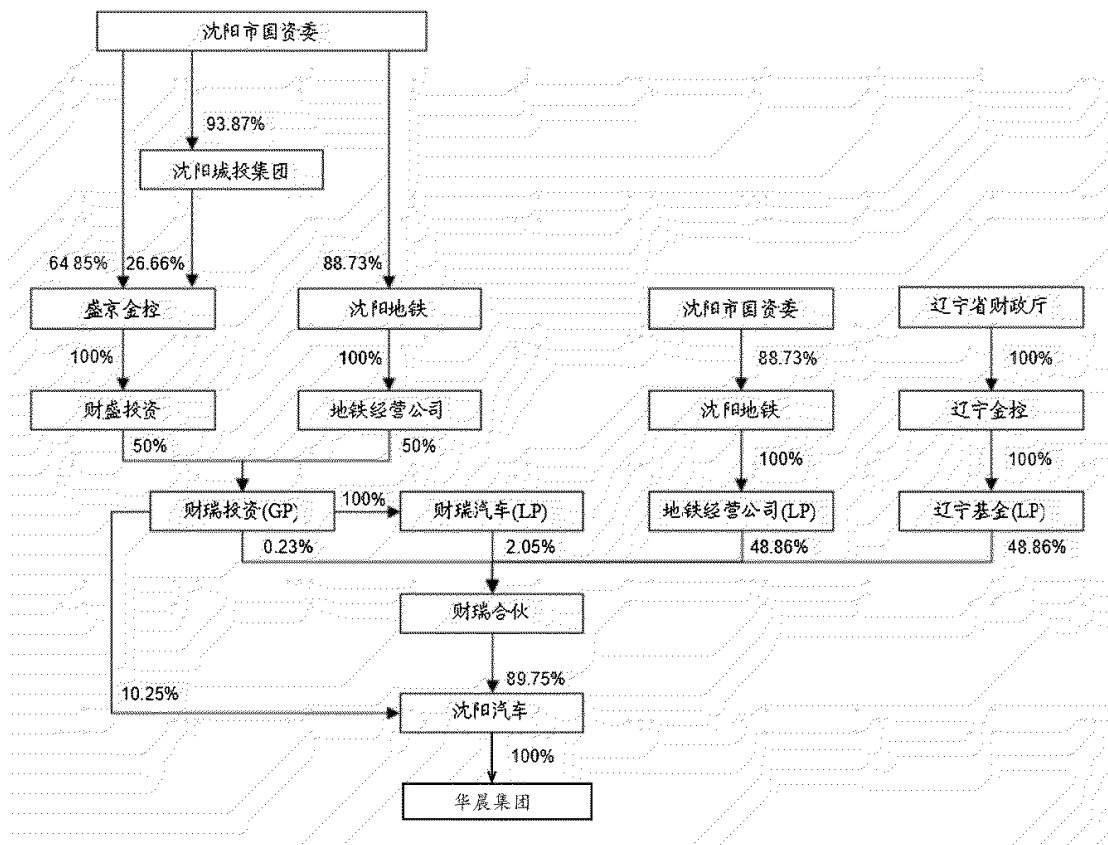 沈阳市国资委
93.87%
沈阳城投集团
64.85%
26.66%
88.73%
盛京金控
沈阳地铁
沈阳市国资委
辽宁省财政厅
100%
100%
88.73%
100%
财盛投资
地铁经营公司
沈阳地铁
辽宁金控
50%
50%
100%
100%
财瑞投资(GP)
100%
财瑞汽车(LP)
地铁经营公司(LP)
辽宁基金(LP)
0.23%
2.05%
48.86%
48.86%
财瑞合伙
89.75%
10.25%
沈阳汽车
100%
华晨集团